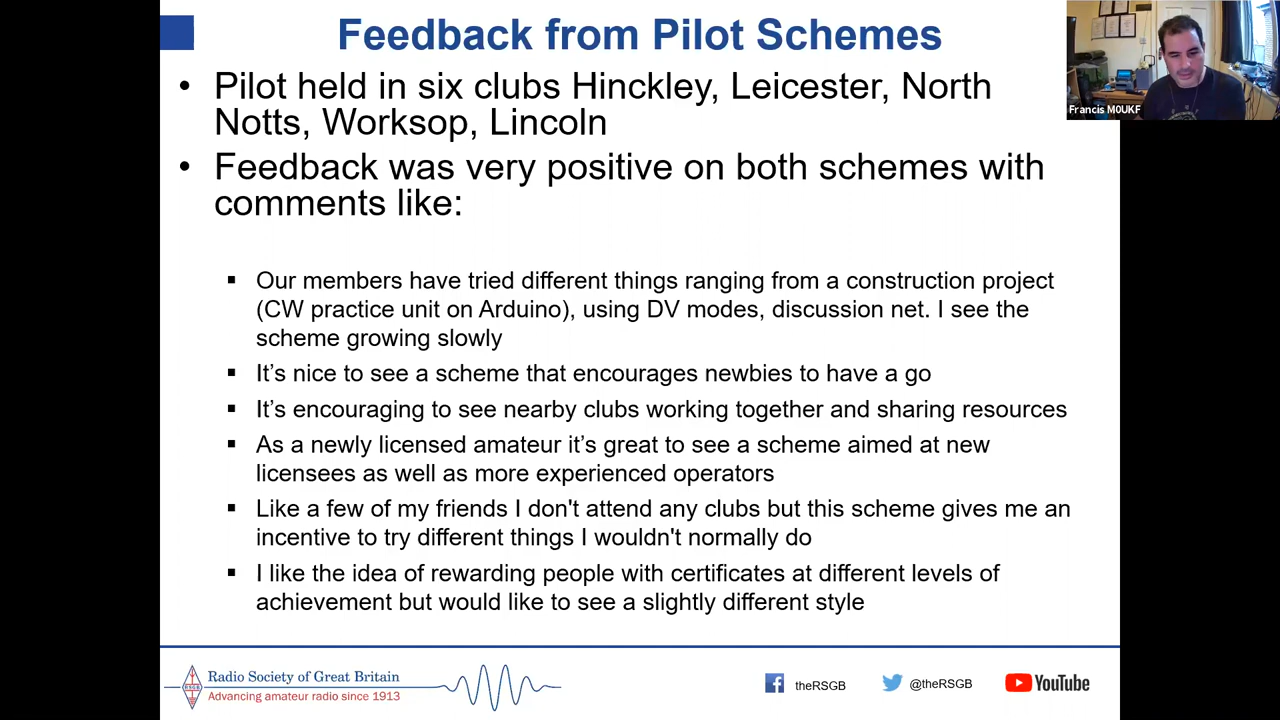 Feedback from Pilot Schemes
• Pilot held in six clubs Hinckley, Leicester, North
Notts, Worksop, Lincoln
• Feedback was very positive on both schemes with
comments like:
▪ Our members have tried different things ranging from a construction project
(CW practice unit on Arduino), using DV modes, discussion net. I see the
scheme growing slowly
▪ It’s nice to see a scheme that encourages newbies to have a go
▪ It’s encouraging to see nearby clubs working together and sharing resources
▪ As a newly licensed amateur it’s great to see a scheme aimed at new
licensees as well as more experienced operators
▪ Like a few of my friends I don't attend any clubs but this scheme gives me an
incentive to try different things I wouldn't normally do
▪ I like the idea of rewarding people with certificates at different levels of
achievement but would like to see a slightly different style
Francis M0UKF
RSGB
Radio Society of Great Britain
Advancing amateur radio since 1913
theRSGB
@theRSGB
YouTube